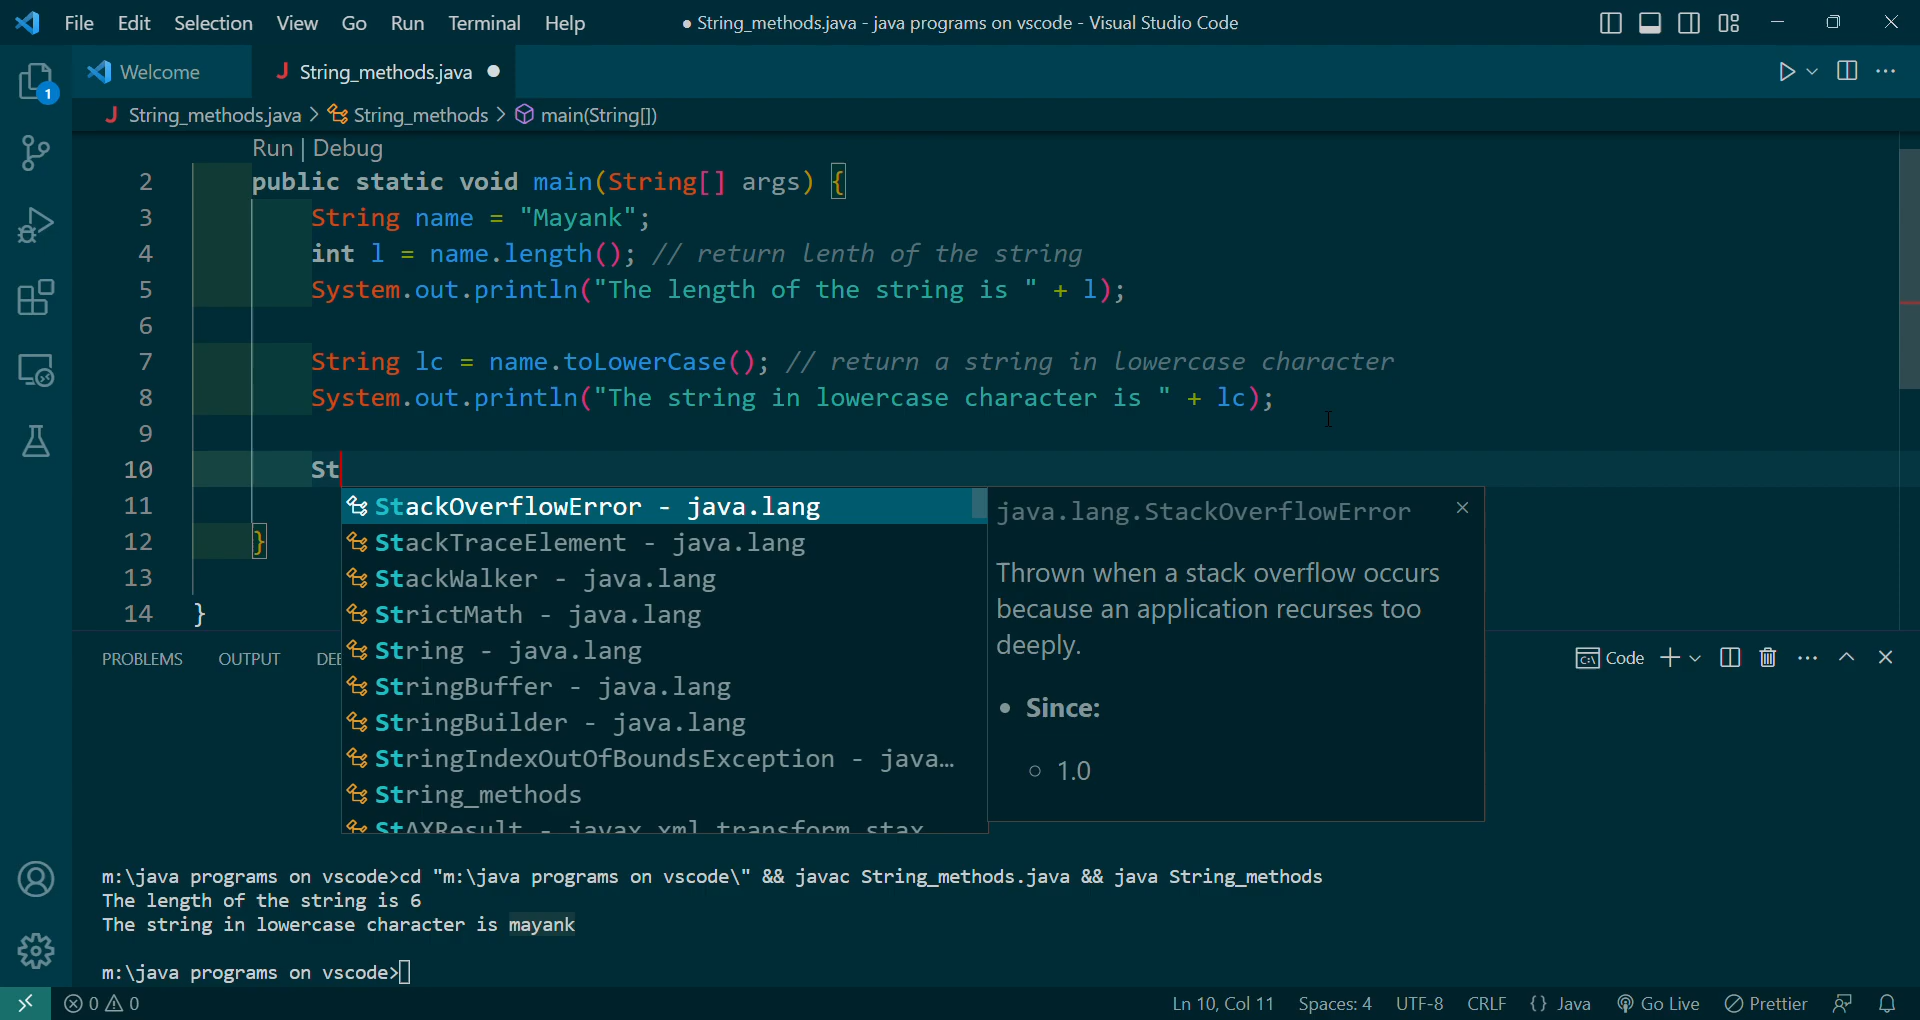 File Edit Selection View Go Run Terminal Help ● String_methods.java - java programs on vscode - Visual Studio Code
Welcome J String_methods.java ●
J String_methods.java > String_methods > main(String[])
Run | Debug
2 public static void main(String[] args) {
3 String name = "Mayank";
4 int l = name.length(); // return lenth of the string
5 System.out.println("The length of the string is " + l);
6
7 String lc = name.toLowerCase(); // return a string in lowercase character
8 System.out.println("The string in lowercase character is " + lc);
9
10 St
11
12 }
13
14 }
StackOverflowError - java.lang
StackTraceElement - java.lang
StackWalker - java.lang
StrictMath - java.lang
String - java.lang
StringBuffer - java.lang
StringBuilder - java.lang
StringIndexOutOfBoundsException - java…
String_methods
StAXResult - javax.xml.transform.stax
java.lang.StackOverflowError
Thrown when a stack overflow occurs
because an application recurses too
deeply.
• Since:
○ 1.0
1
PROBLEMS OUTPUT DE Code
m:\java programs on vscode>cd "m:\java programs on vscode\" && javac String_methods.java && java String_methods
The length of the string is 6
The string in lowercase character is mayank
m:\java programs on vscode>
0 0 Ln 10, Col 11 Spaces: 4 UTF-8 CRLF {} Java Go Live Prettier